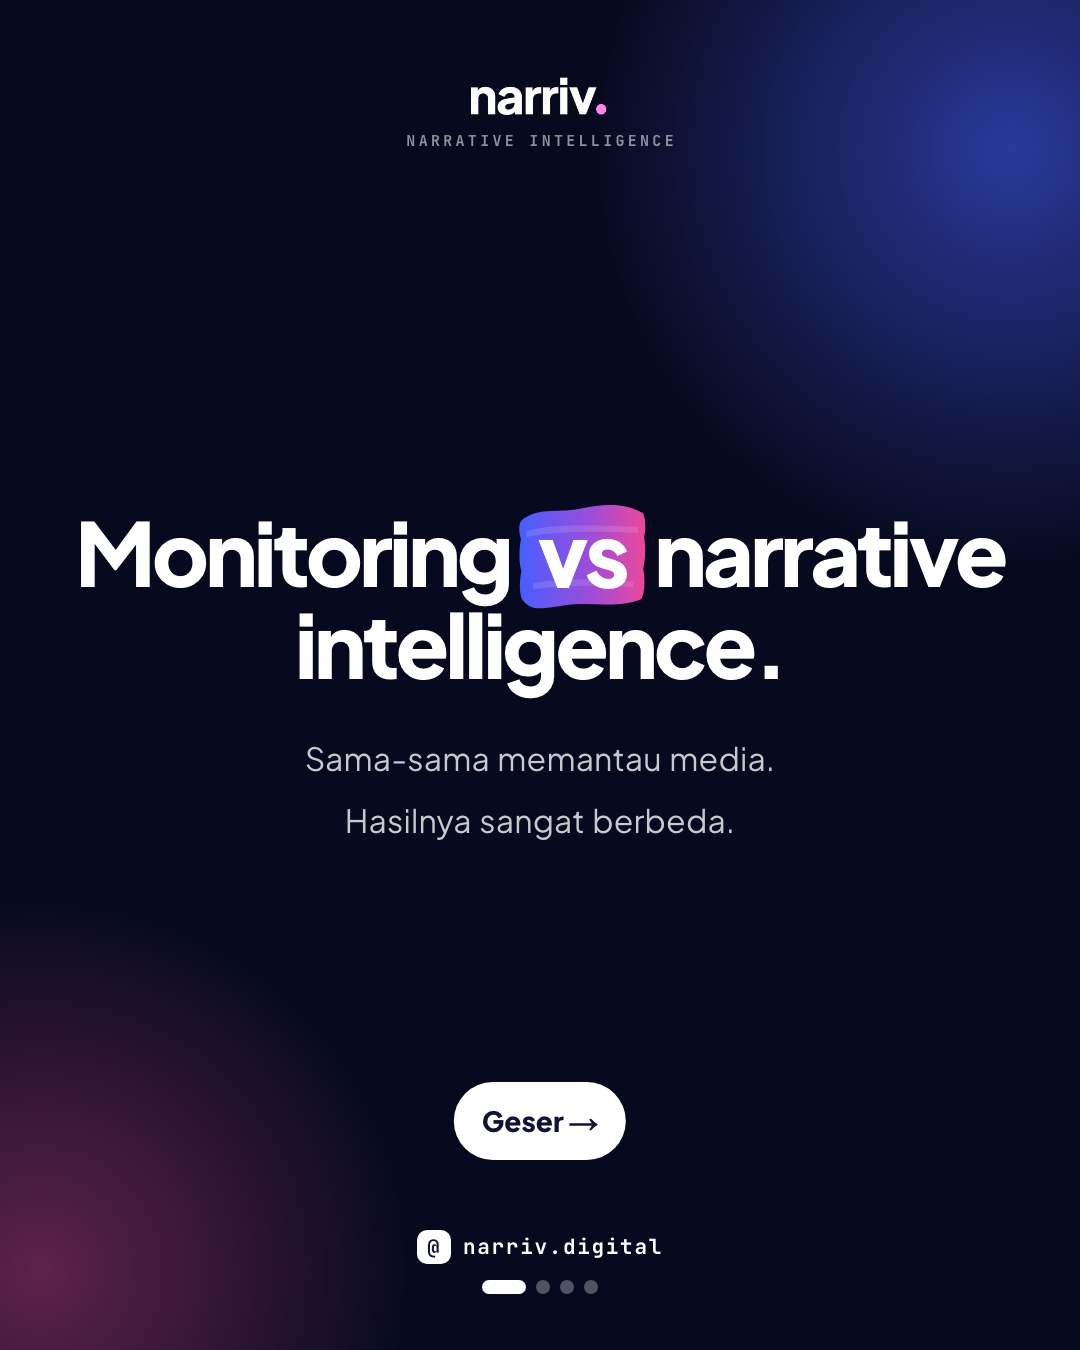 narriv.
NARRATIVE INTELLIGENCE
Monitoring vs narrative
intelligence.
Sama-sama memantau media.
Hasilnya sangat berbeda.
Geser →
@ narriv.digital